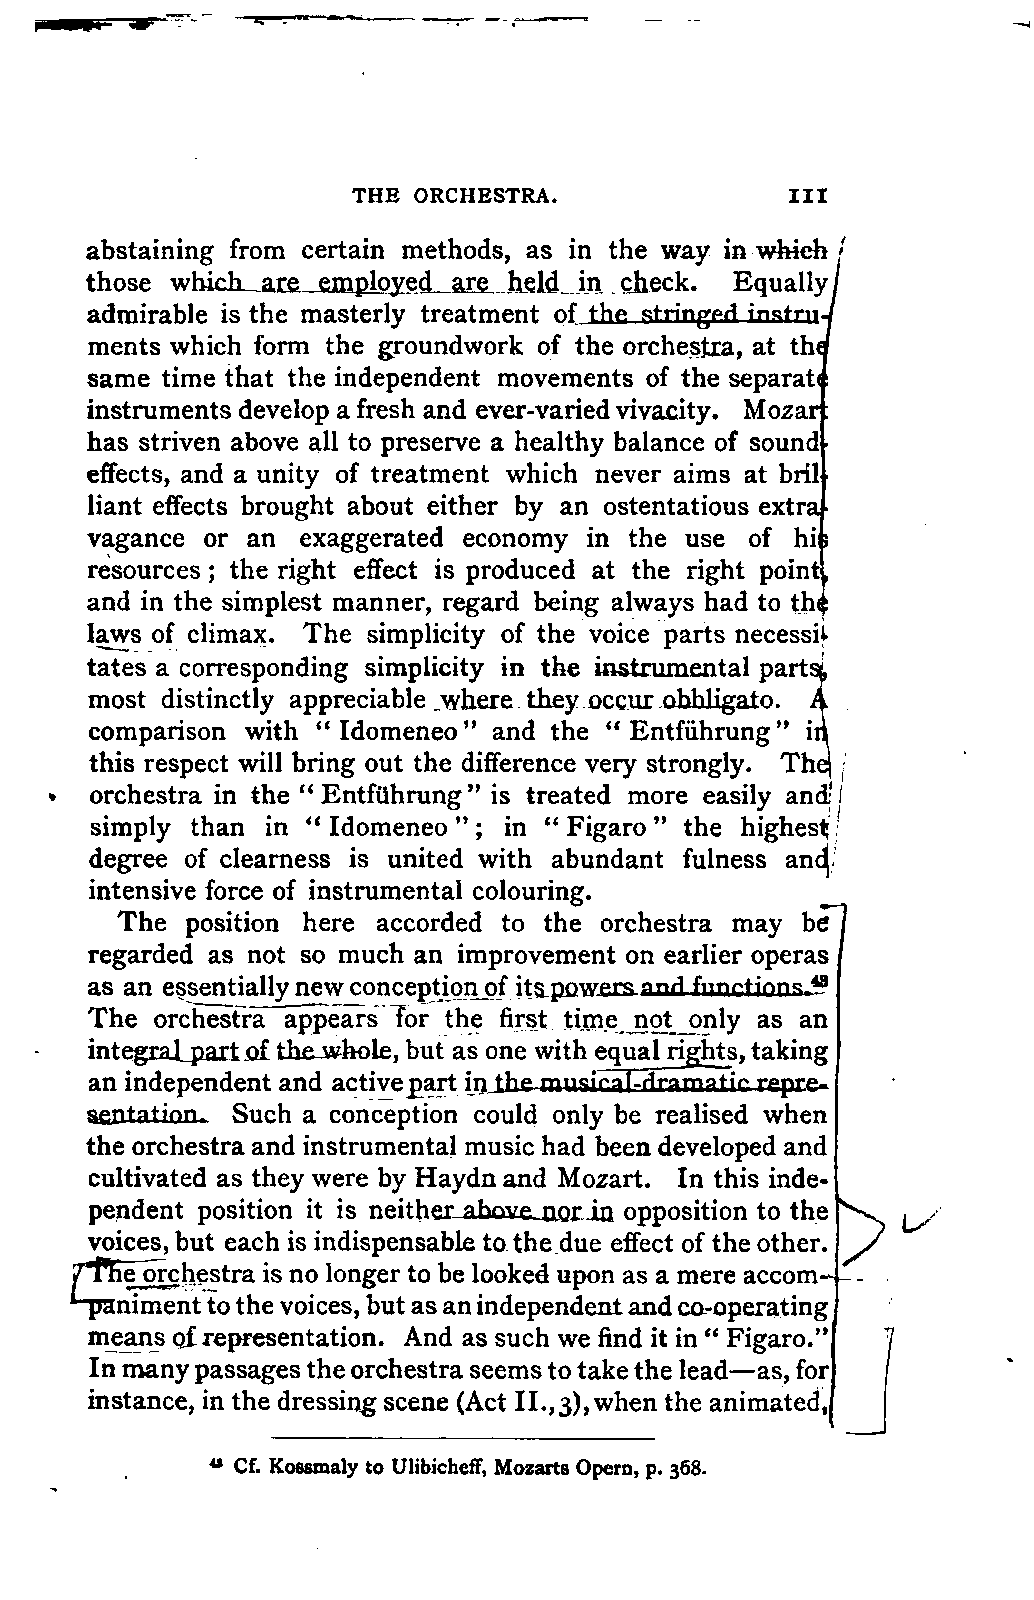 THE ORCHESTRA. III
abstaining from certain methods, as in the way in which
those which are employed are held in check. Equally
admirable is the masterly treatment of the stringed instru-
ments which form the groundwork of the orchestra, at the
same time that the independent movements of the separate
instruments develop a fresh and ever-varied vivacity. Mozart
has striven above all to preserve a healthy balance of sound
effects, and a unity of treatment which never aims at bril-
liant effects brought about either by an ostentatious extra-
vagance or an exaggerated economy in the use of his
resources; the right effect is produced at the right point,
and in the simplest manner, regard being always had to the
laws of climax. The simplicity of the voice parts necessi-
tates a corresponding simplicity in the instrumental parts,
most distinctly appreciable where they occur obbligato. A
comparison with "Idomeneo" and the "Entführung" in
this respect will bring out the difference very strongly. The
orchestra in the "Entführung" is treated more easily and
simply than in "Idomeneo"; in "Figaro" the highest
degree of clearness is united with abundant fulness and
intensive force of instrumental colouring.
The position here accorded to the orchestra may be
regarded as not so much an improvement on earlier operas
as an essentially new conception of its powers and functions.⁴³
The orchestra appears for the first time not only as an
integral part of the whole, but as one with equal rights, taking
an independent and active part in the musical-dramatic repre-
sentation. Such a conception could only be realised when
the orchestra and instrumental music had been developed and
cultivated as they were by Haydn and Mozart. In this inde-
pendent position it is neither above nor in opposition to the
voices, but each is indispensable to the due effect of the other.
The orchestra is no longer to be looked upon as a mere accom-
paniment to the voices, but as an independent and co-operating
means of representation. And as such we find it in "Figaro."
In many passages the orchestra seems to take the lead—as, for
instance, in the dressing scene (Act II., 3), when the animated,
⁴³ Cf. Kossmaly to Ulibicheff, Mozarts Opern, p. 368.